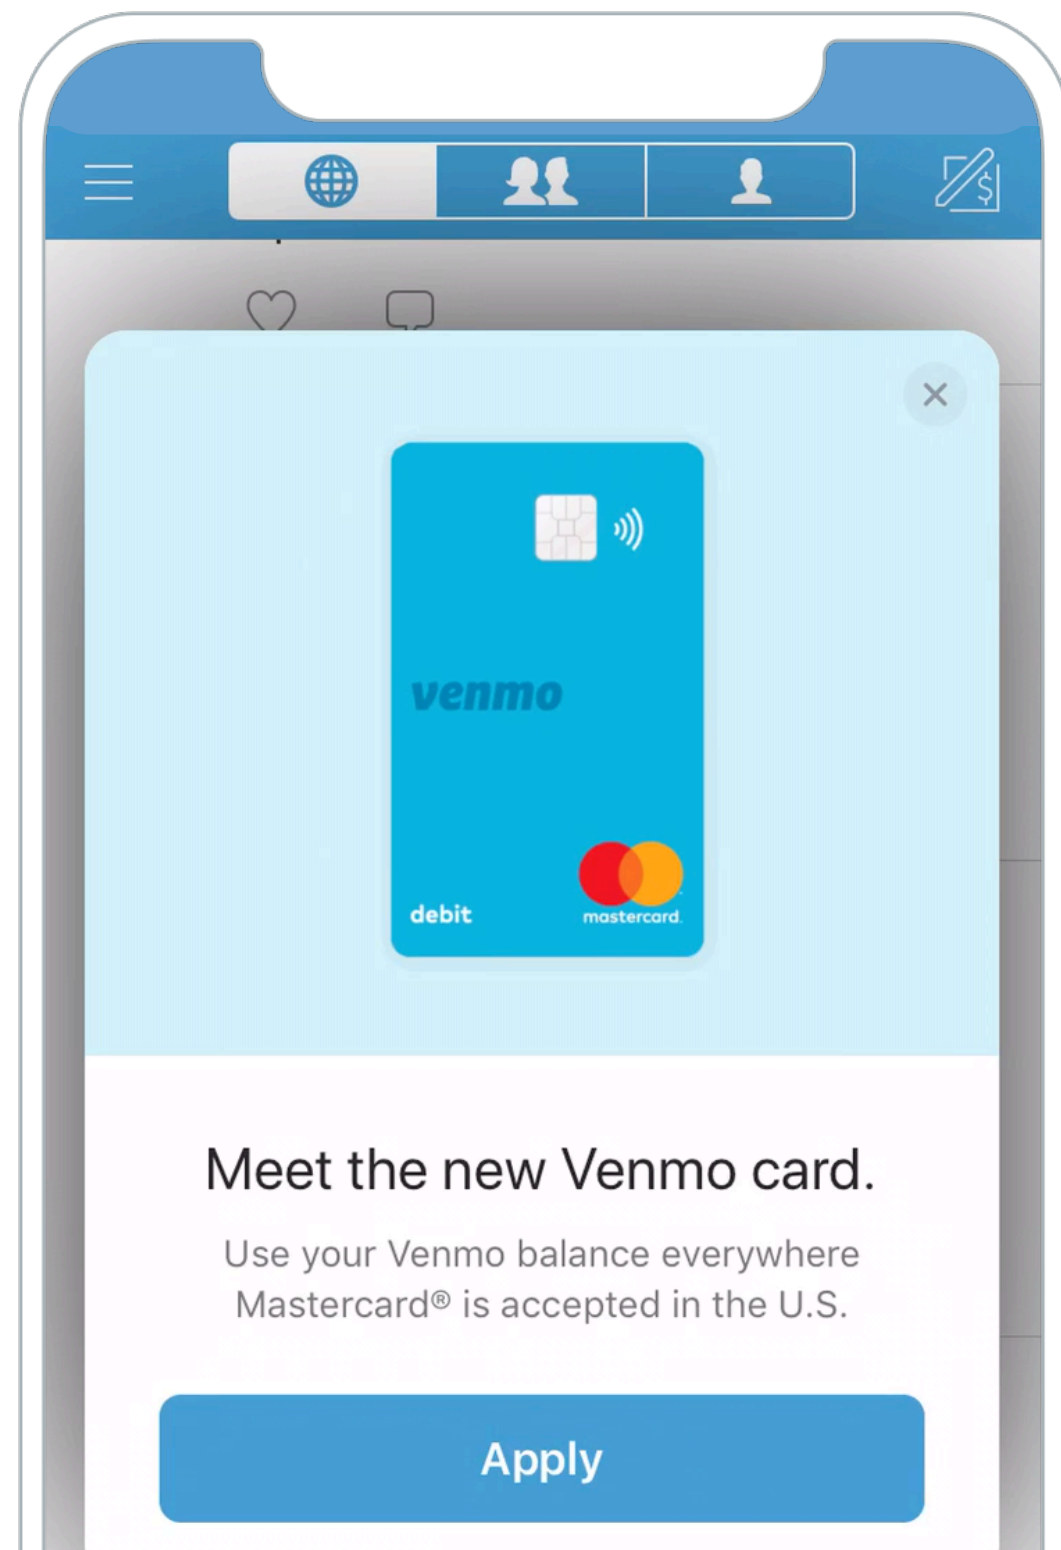 $
venmo
debit
mastercard.
Meet the new Venmo card.
Use your Venmo balance everywhere
Mastercard® is accepted in the U.S.
Apply